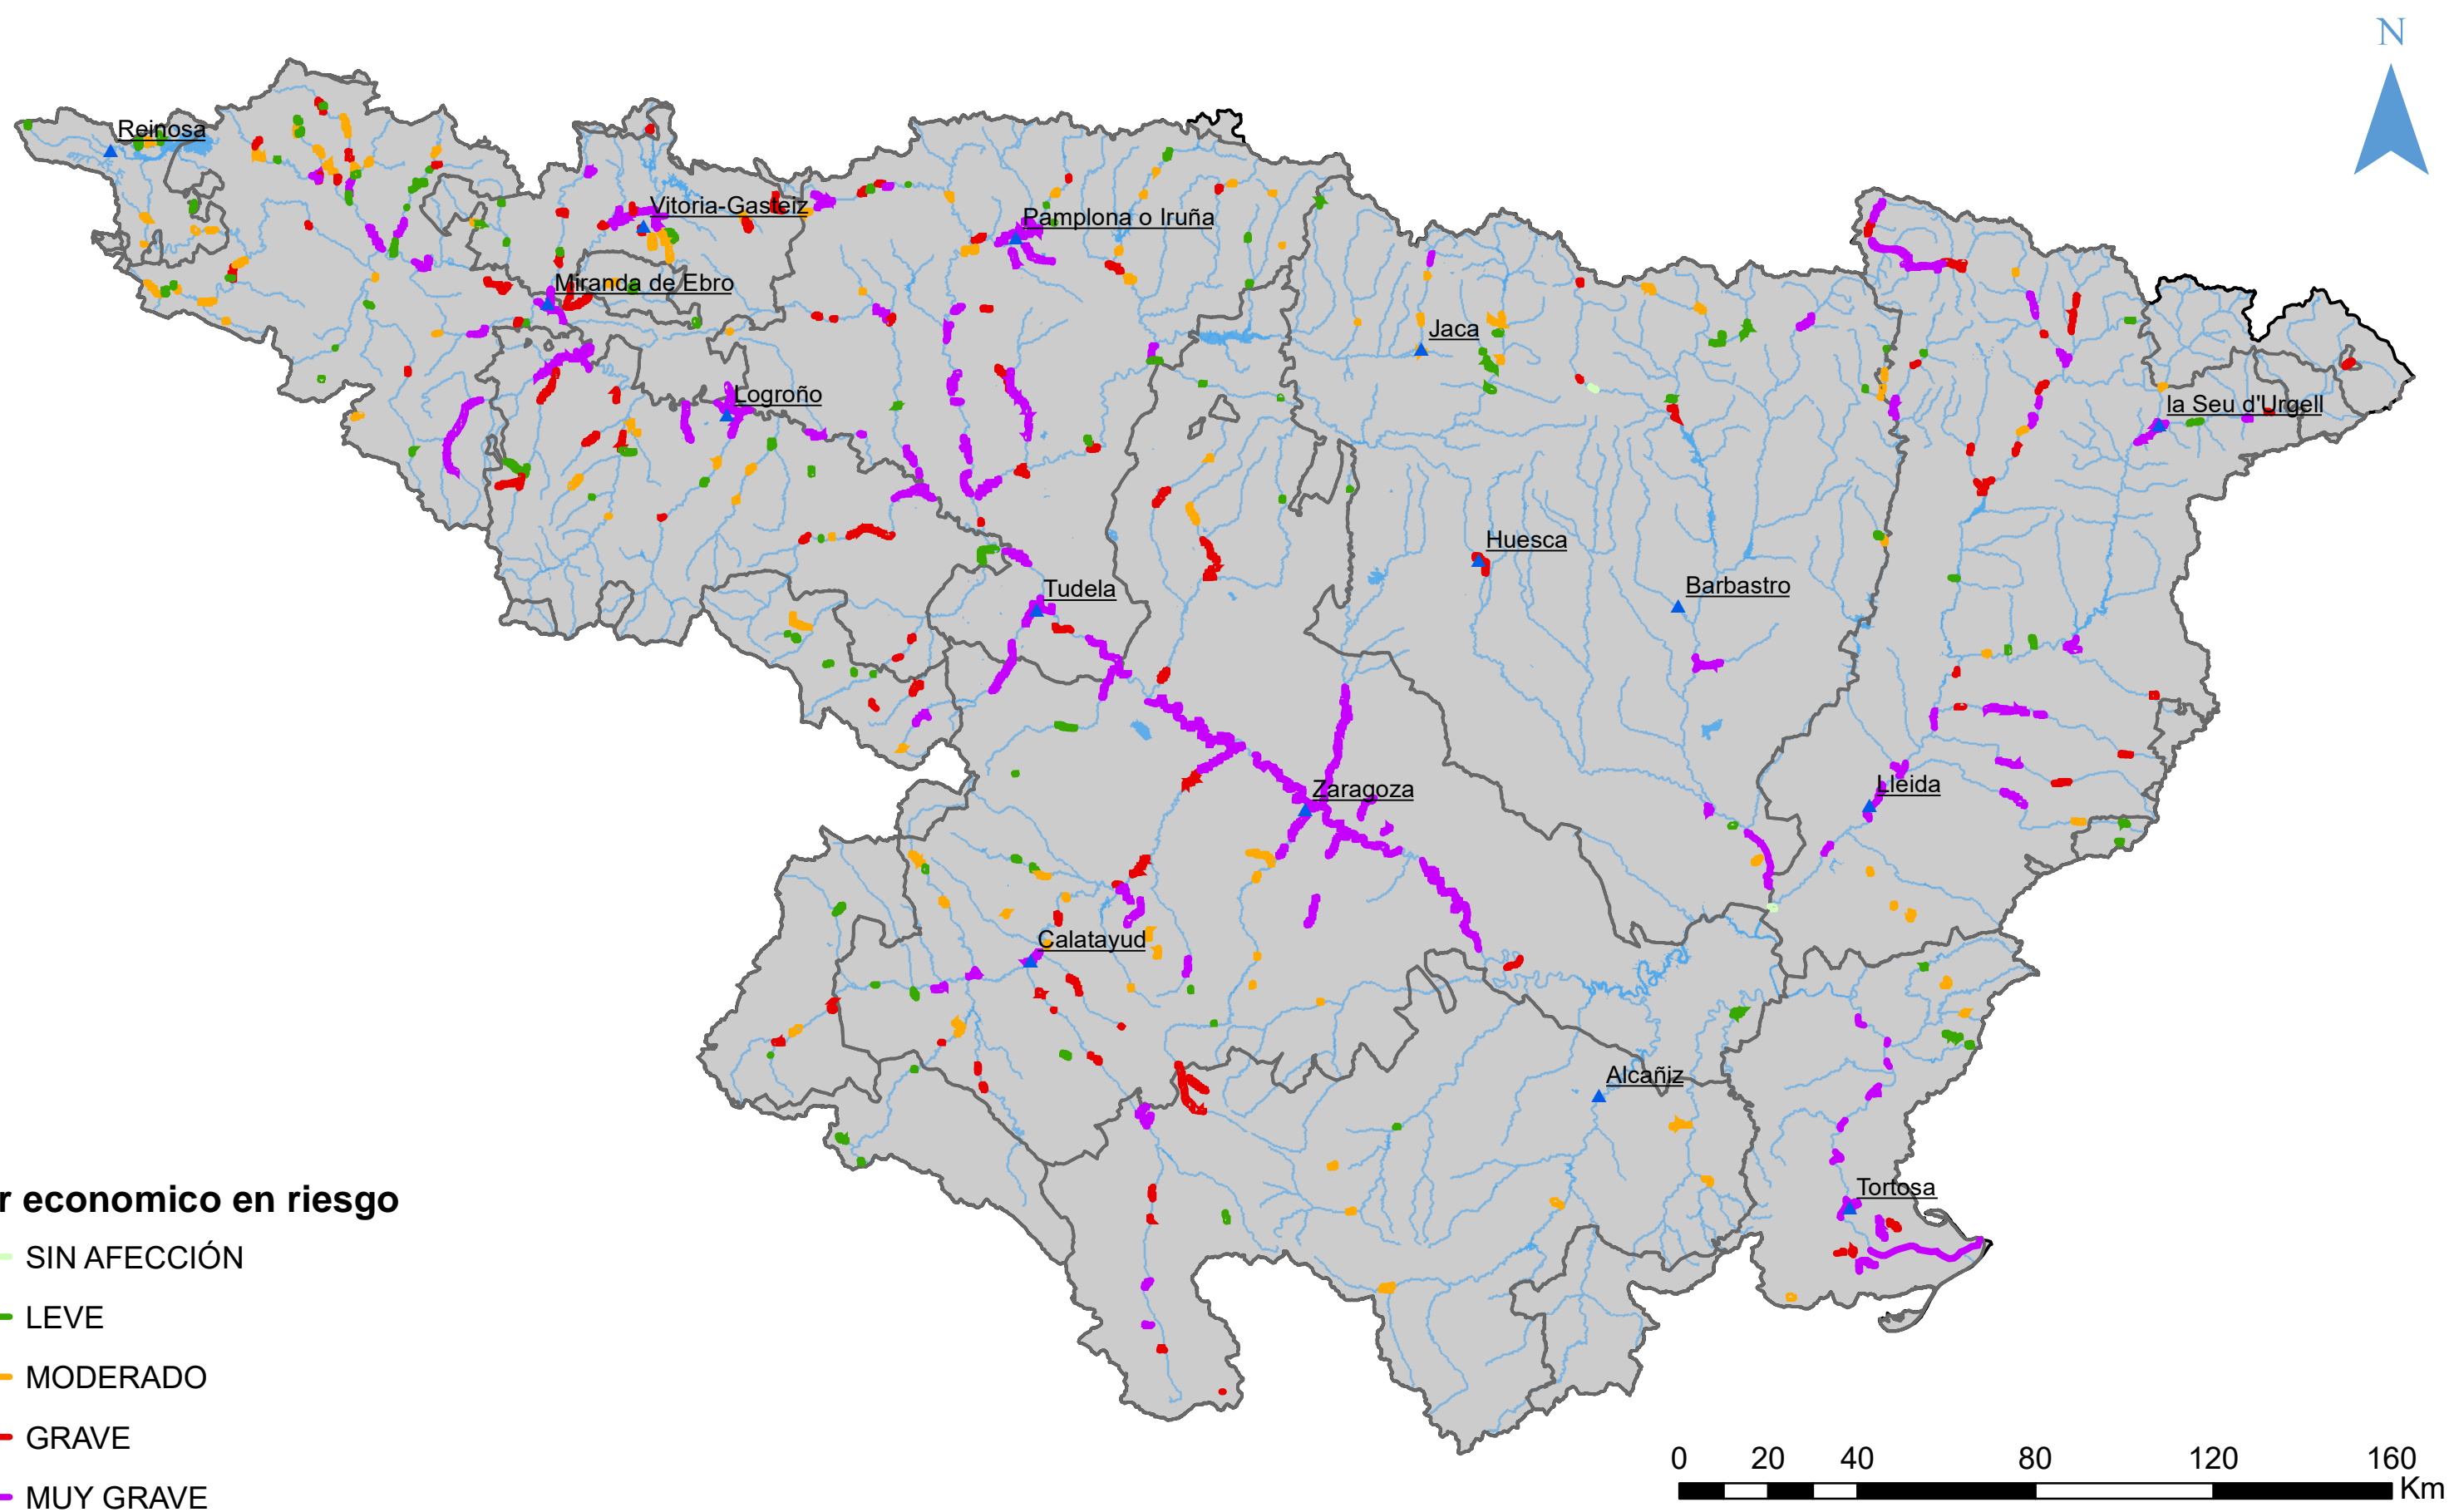 N
Reinosa
Vitoria-Gasteiz
Pamplona o Iruña
Miranda de Ebro
Jaca
Logroño
la Seu d'Urgell
Huesca
Barbastro
Tudela
Zaragoza
Lleida
Calatayud
Alcañiz
Tortosa
r economico en riesgo
SIN AFECCIÓN
LEVE
MODERADO
GRAVE
MUY GRAVE
0 20 40 80 120 160
Km